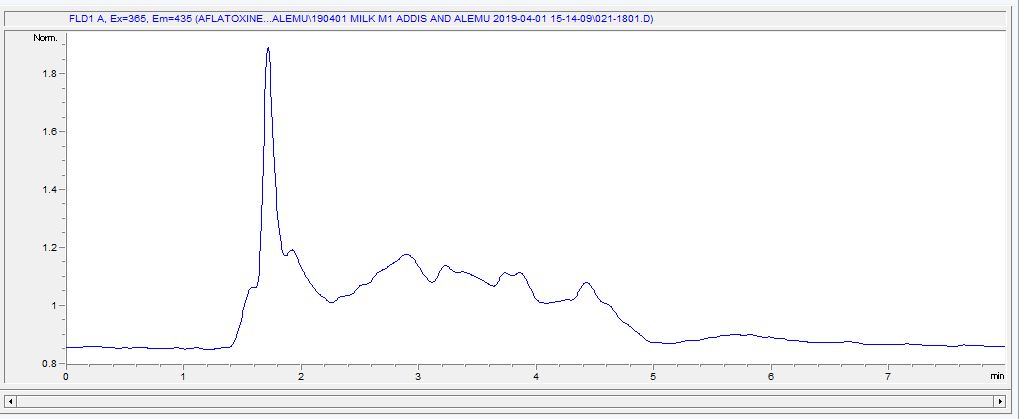 FLD1 A, Ex=365, Em=435 (AFLATOXINE...ALEMU\190401 MILK M1 ADDIS AND ALEMU 2019-04-01 15-14-09\021-1801.D)
Norm.
1.8
1.6
1.4
1.2
1
0.8
0 1 2 3 4 5 6 7 min